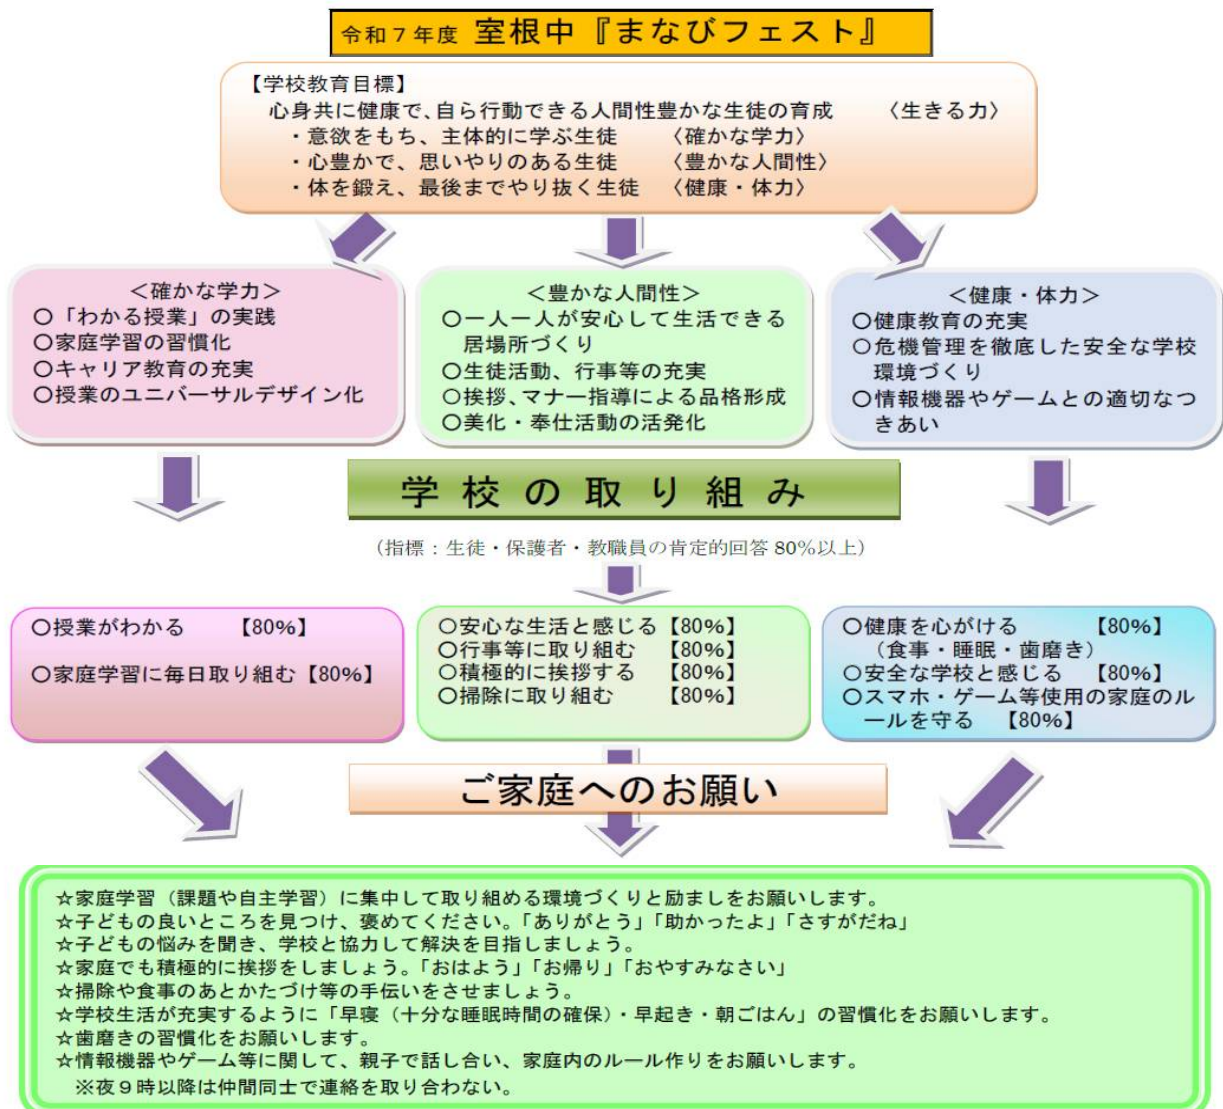 令和７年度 室根中『まなびフェスト』
【学校教育目標】
心身共に健康で、自ら行動できる人間性豊かな生徒の育成　　〈生きる力〉
・意欲をもち、主体的に学ぶ生徒　　〈確かな学力〉
・心豊かで、思いやりのある生徒　　〈豊かな人間性〉
・体を鍛え、最後までやり抜く生徒　〈健康・体力〉
＜確かな学力＞
〇「わかる授業」の実践
〇家庭学習の習慣化
〇キャリア教育の充実
〇授業のユニバーサルデザイン化
＜豊かな人間性＞
〇一人一人が安心して生活できる
居場所づくり
〇生徒活動、行事等の充実
〇挨拶、マナー指導による品格形成
〇美化・奉仕活動の活発化
＜健康・体力＞
〇健康教育の充実
〇危機管理を徹底した安全な学校
環境づくり
〇情報機器やゲームとの適切なつ
きあい
学校の取り組み
（指標：生徒・保護者・教職員の肯定的回答 80％以上）
〇授業がわかる　　【80％】
〇家庭学習に毎日取り組む【80％】
〇安心な生活と感じる【80％】
〇行事等に取り組む　【80％】
〇積極的に挨拶する　【80％】
〇掃除に取り組む　　【80％】
〇健康を心がける　　　【80％】
（食事・睡眠・歯磨き）
〇安全な学校と感じる　【80％】
〇スマホ・ゲーム等使用の家庭のル
ールを守る　【80％】
ご家庭へのお願い
☆家庭学習（課題や自主学習）に集中して取り組める環境づくりと励ましをお願いします。
☆子どもの良いところを見つけ、褒めてください。「ありがとう」「助かったよ」「さすがだね」
☆子どもの悩みを聞き、学校と協力して解決を目指しましょう。
☆家庭でも積極的に挨拶をしましょう。「おはよう」「お帰り」「おやすみなさい」
☆掃除や食事のあとかたづけ等の手伝いをさせましょう。
☆学校生活が充実するように「早寝（十分な睡眠時間の確保）・早起き・朝ごはん」の習慣化をお願いします。
☆歯磨きの習慣化をお願いします。
☆情報機器やゲーム等に関して、親子で話し合い、家庭内のルール作りをお願いします。
※夜９時以降は仲間同士で連絡を取り合わない。